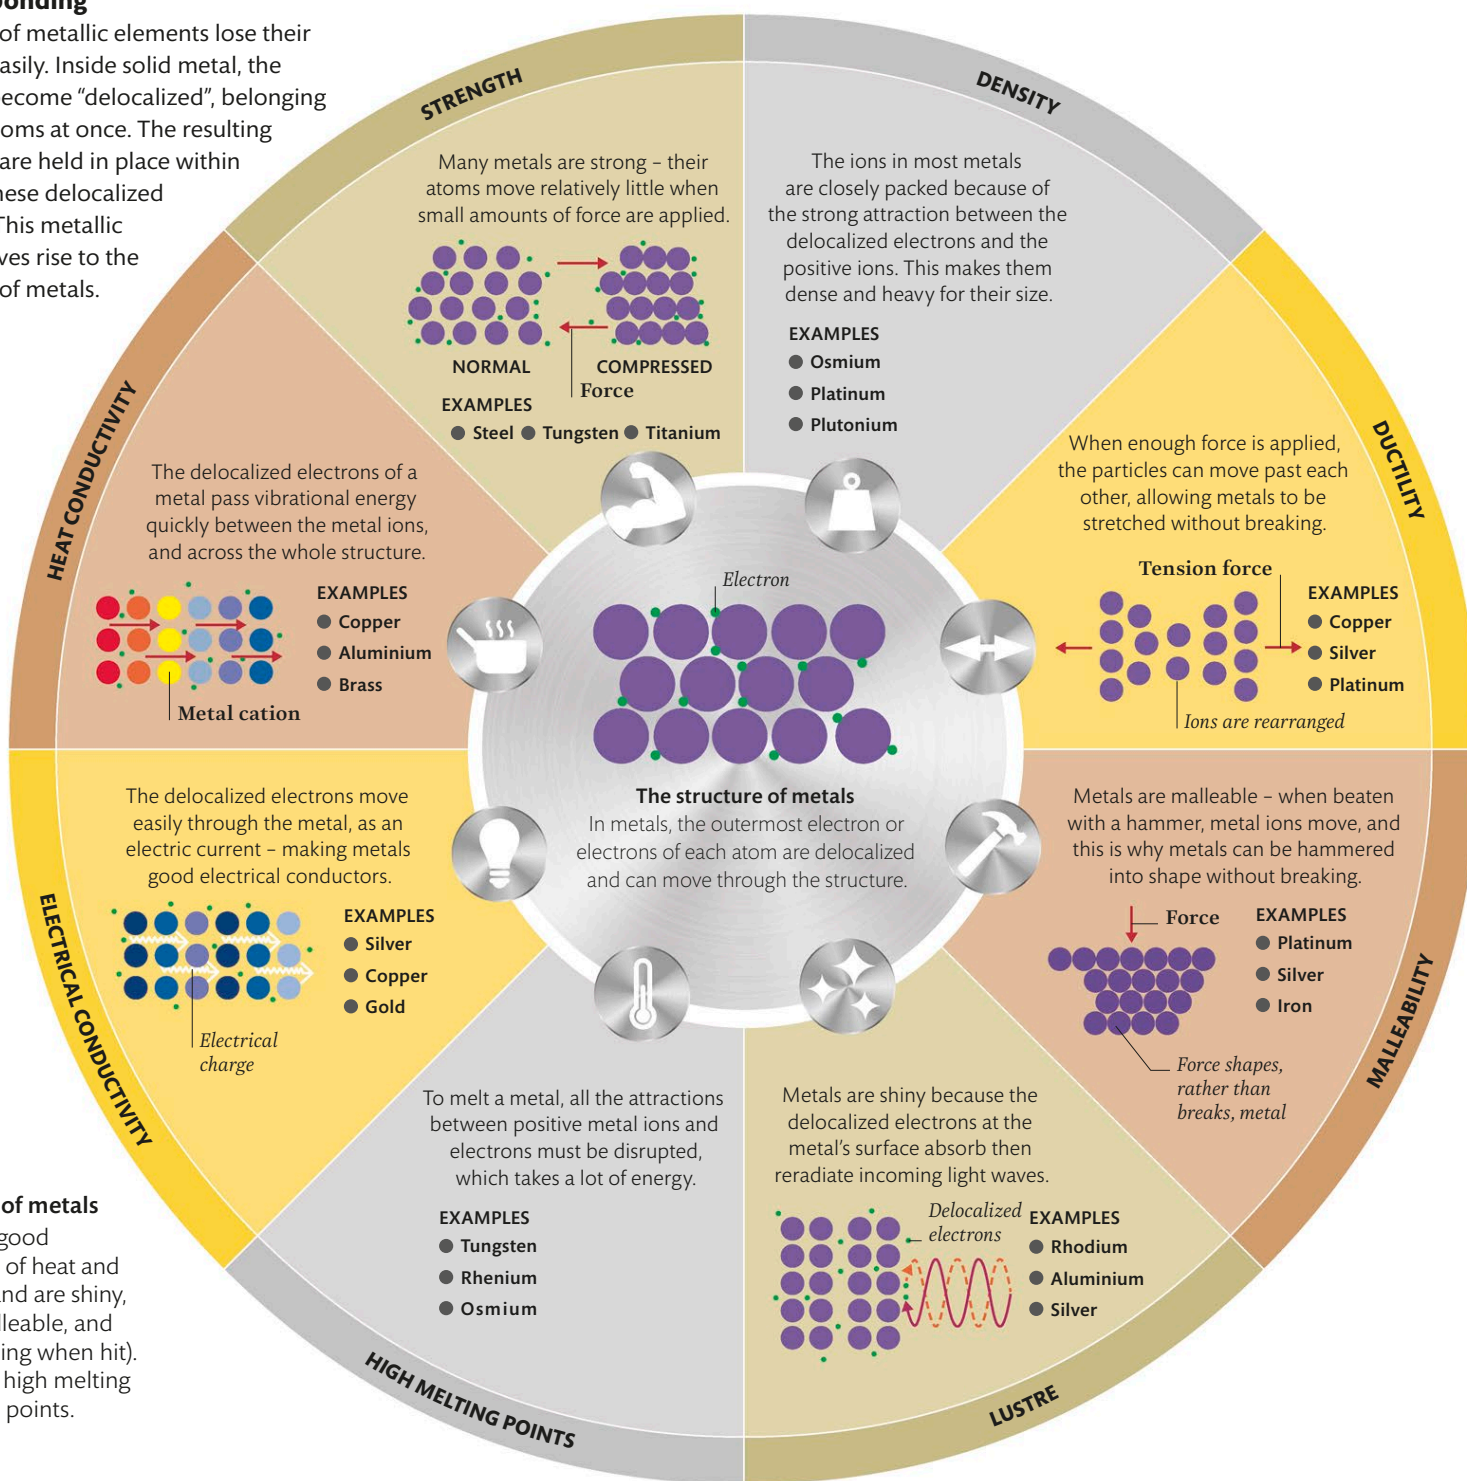 bonding
of metallic elements lose their
easily. Inside solid metal, the
become “delocalized”, belonging
atoms at once. The resulting
are held in place within
these delocalized
This metallic
gives rise to the
of metals.
STRENGTH
Many metals are strong – their
atoms move relatively little when
small amounts of force are applied.
NORMAL
COMPRESSED
Force
EXAMPLES
Steel
Tungsten
Titanium
DENSITY
The ions in most metals
are closely packed because of
the strong attraction between the
delocalized electrons and the
positive ions. This makes them
dense and heavy for their size.
EXAMPLES
Osmium
Platinum
Plutonium
DUCTILITY
When enough force is applied,
the particles can move past each
other, allowing metals to be
stretched without breaking.
Tension force
Ions are rearranged
EXAMPLES
Copper
Silver
Platinum
MALLEABILITY
Metals are malleable – when beaten
with a hammer, metal ions move, and
this is why metals can be hammered
into shape without breaking.
Force
Force shapes,
rather than
breaks, metal
EXAMPLES
Platinum
Silver
Iron
LUSTRE
Metals are shiny because the
delocalized electrons at the
metal’s surface absorb then
reradiate incoming light waves.
Delocalized
electrons
EXAMPLES
Rhodium
Aluminium
Silver
HIGH MELTING POINTS
To melt a metal, all the attractions
between positive metal ions and
electrons must be disrupted,
which takes a lot of energy.
EXAMPLES
Tungsten
Rhenium
Osmium
ELECTRICAL CONDUCTIVITY
The delocalized electrons move
easily through the metal, as an
electric current – making metals
good electrical conductors.
Electrical
charge
EXAMPLES
Silver
Copper
Gold
HEAT CONDUCTIVITY
The delocalized electrons of a
metal pass vibrational energy
quickly between the metal ions,
and across the whole structure.
Metal cation
EXAMPLES
Copper
Aluminium
Brass
Electron
The structure of metals
In metals, the outermost electron or
electrons of each atom are delocalized
and can move through the structure.
of metals
good
of heat and
and are shiny,
malleable, and
when hit).
high melting
points.